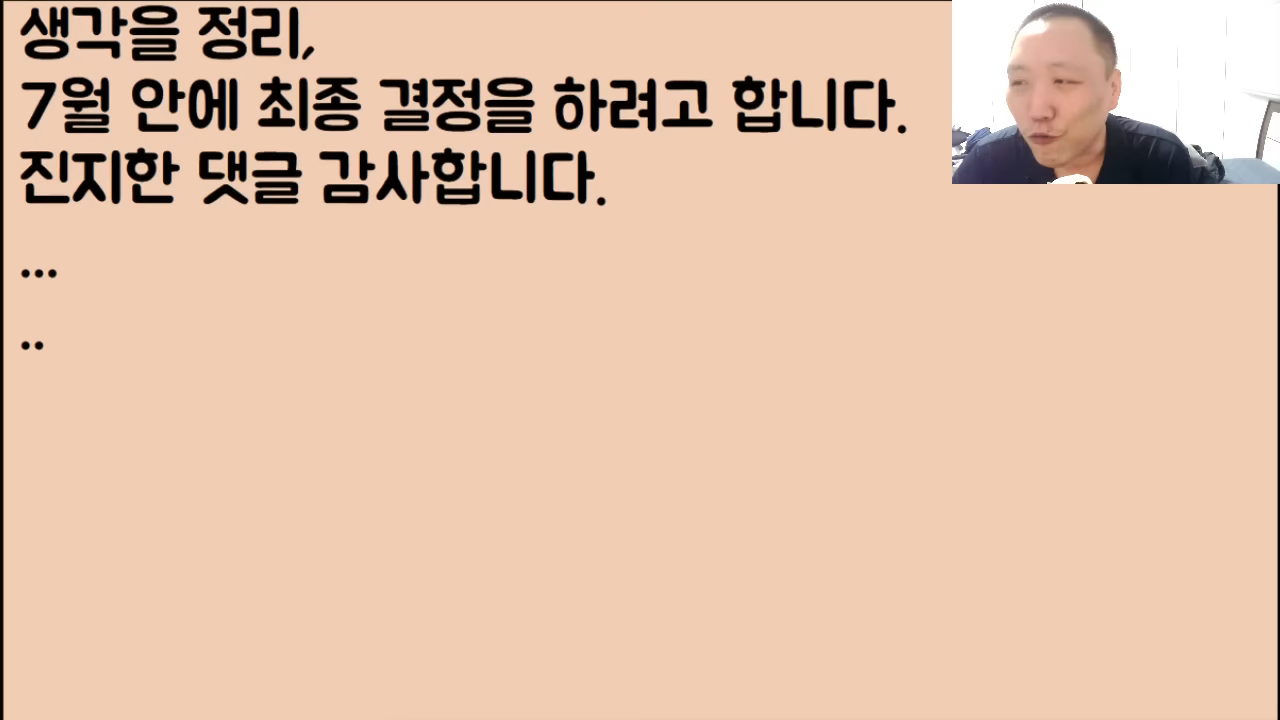 생각을 정리,
7월 안에 최종 결정을 하려고 합니다.
진지한 댓글 감사합니다.
...
..